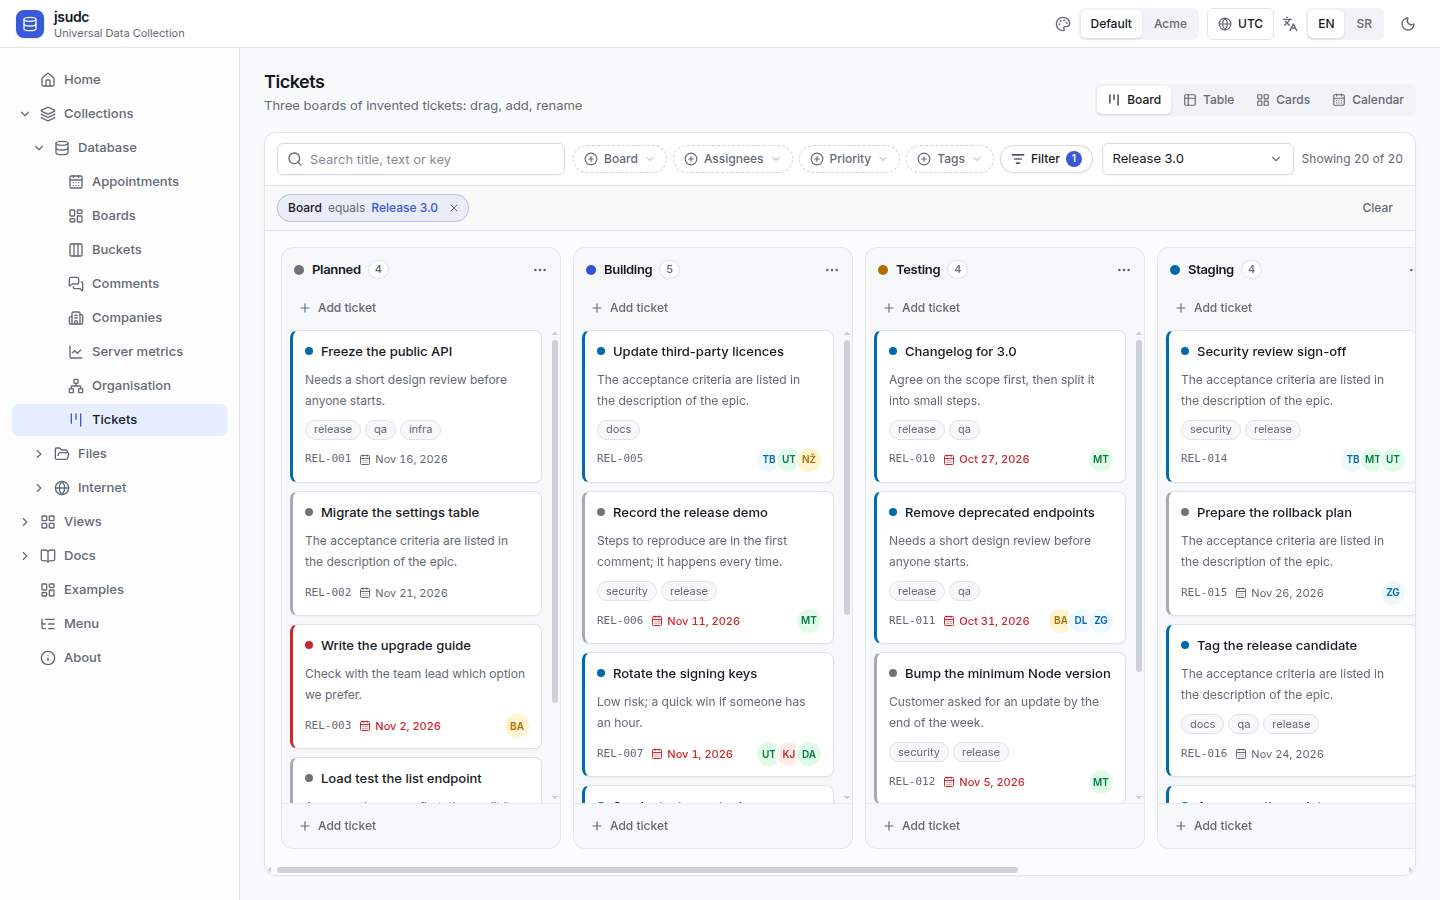 jsudc
Universal Data Collection
Default
Acme
UTC
EN
SR
Home
Collections
Database
Appointments
Boards
Buckets
Comments
Companies
Server metrics
Organisation
Tickets
Files
Internet
Views
Docs
Examples
Menu
About
Tickets
Three boards of invented tickets: drag, add, rename
Board
Table
Cards
Calendar
Search title, text or key
Board
Assignees
Priority
Tags
Filter 1
Release 3.0
Showing 20 of 20
Board equals Release 3.0
Clear
Planned 4
Add ticket
Freeze the public API
Needs a short design review before
anyone starts.
release qa infra
REL-001 Nov 16, 2026
Migrate the settings table
The acceptance criteria are listed in
the description of the epic.
REL-002 Nov 21, 2026
Write the upgrade guide
Check with the team lead which option
we prefer.
REL-003 Nov 2, 2026 BA
Load test the list endpoint
Add ticket
Building 5
Add ticket
Update third-party licences
The acceptance criteria are listed in
the description of the epic.
docs
REL-005 TB UT NŽ
Record the release demo
Steps to reproduce are in the first
comment; it happens every time.
security release
REL-006 Nov 11, 2026 MT
Rotate the signing keys
Low risk; a quick win if someone has
an hour.
REL-007 Nov 1, 2026 UT KJ DA
Add ticket
Testing 4
Add ticket
Changelog for 3.0
Agree on the scope first, then split it
into small steps.
release qa
REL-010 Oct 27, 2026 MT
Remove deprecated endpoints
Needs a short design review before
anyone starts.
release qa
REL-011 Oct 31, 2026 BA DL ZG
Bump the minimum Node version
Customer asked for an update by the
end of the week.
security release
REL-012 Nov 5, 2026 MT
Add ticket
Staging 4
Add ticket
Security review sign-off
The acceptance criteria are listed in
the description of the epic.
security release
REL-014 TB MT UT
Prepare the rollback plan
The acceptance criteria are listed in
the description of the epic.
REL-015 Nov 26, 2026 ZG
Tag the release candidate
The acceptance criteria are listed in
the description of the epic.
docs qa release
REL-016 Nov 24, 2026
Add ticket